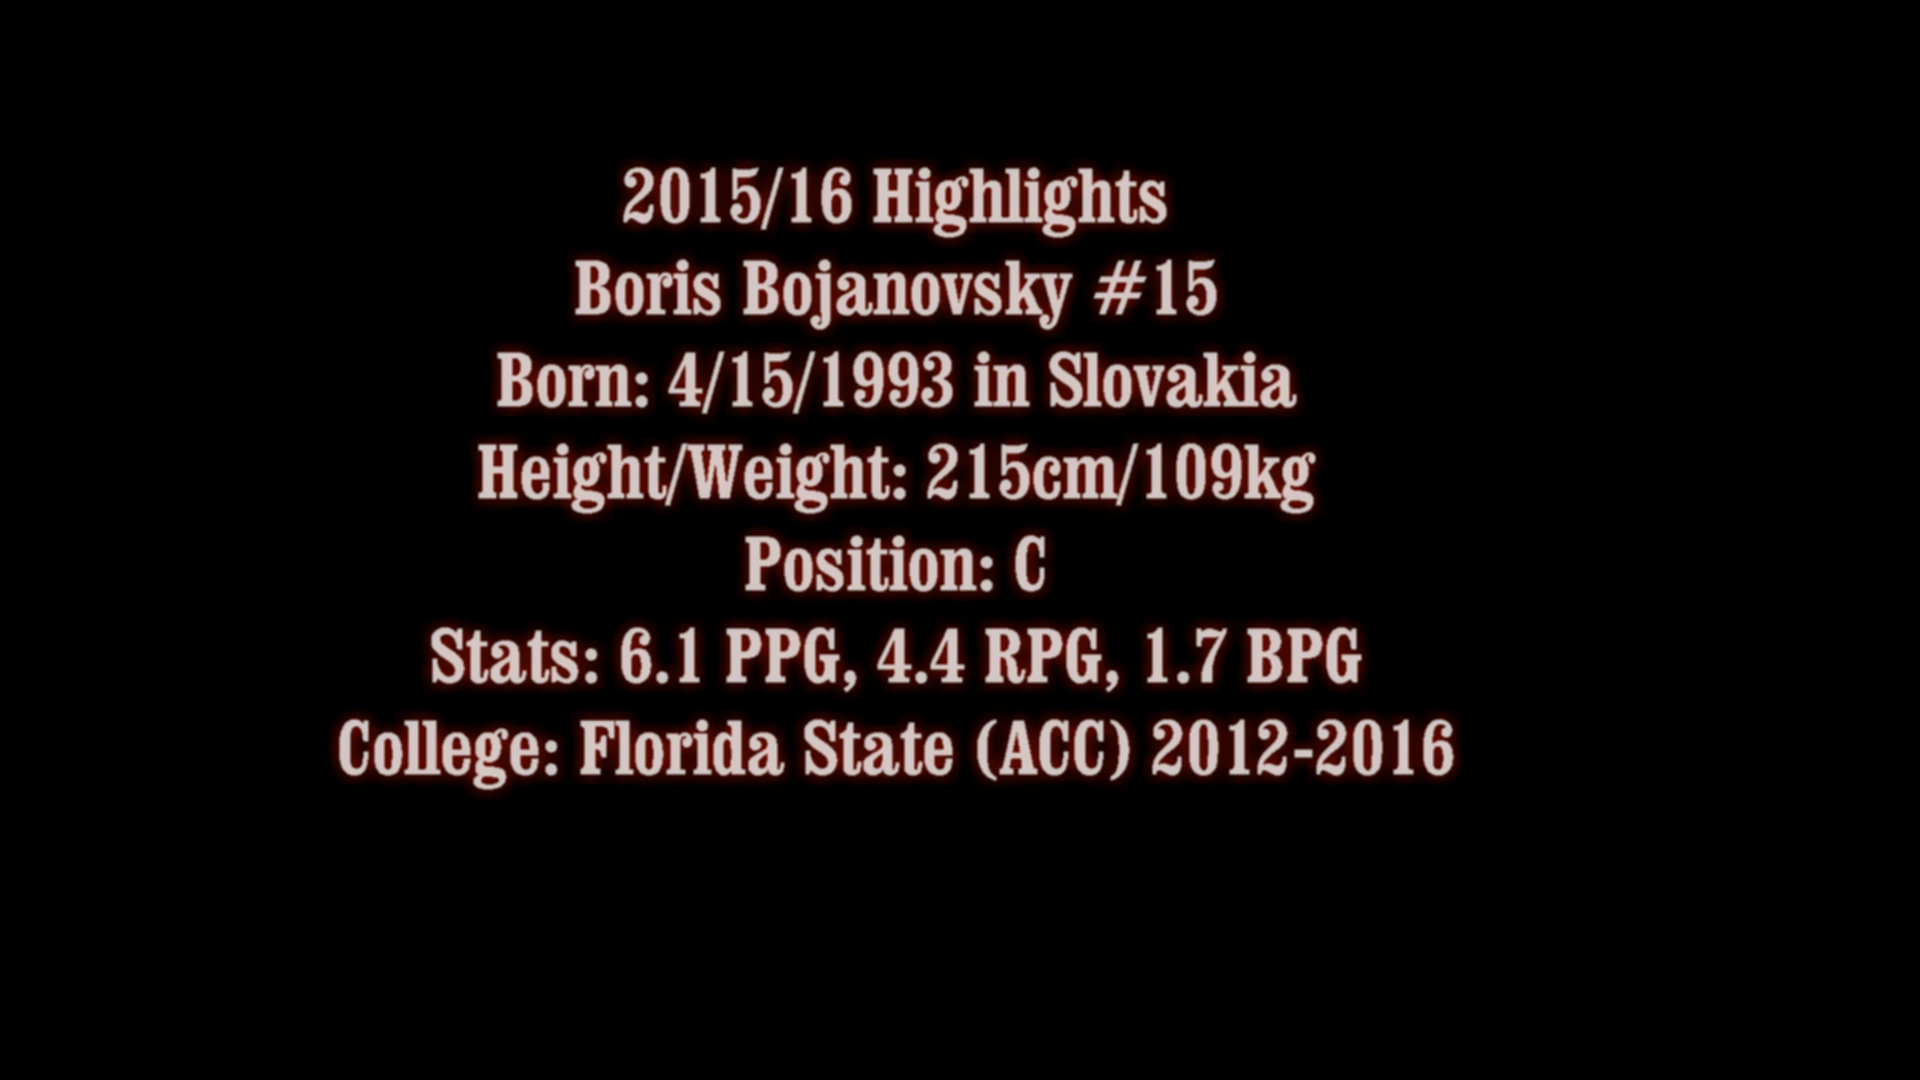 2015/16 Highlights
Boris Bojanovsky #15
Born: 4/15/1993 in Slovakia
Height/Weight: 215cm/109kg
Position: C
Stats: 6.1 PPG, 4.4 RPG, 1.7 BPG
College: Florida State (ACC) 2012-2016